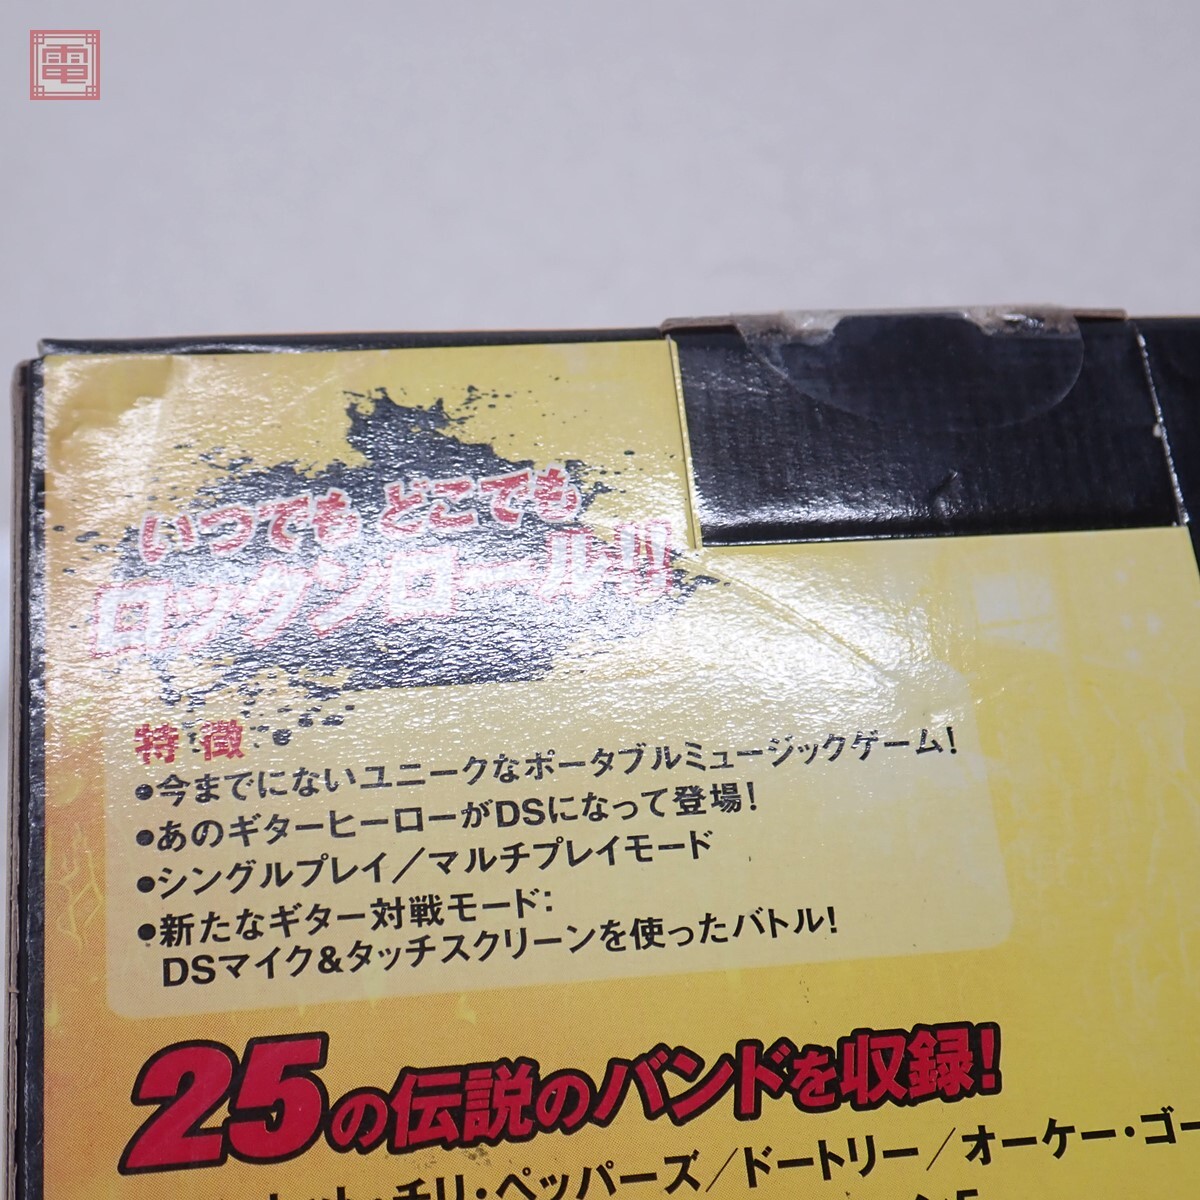 電
いつでも どこでも
ロックンロール!!!
特徴
●今までにないユニークなポータブルミュージックゲーム!
●あのギターヒーローがDSになって登場!
●シングルプレイ/マルチプレイモード
●新たなギター対戦モード:
DSマイク&タッチスクリーンを使ったバトル!
25の伝説のバンドを収録!
チリ・ペッパーズ/ドートリー/オーケー・ゴー